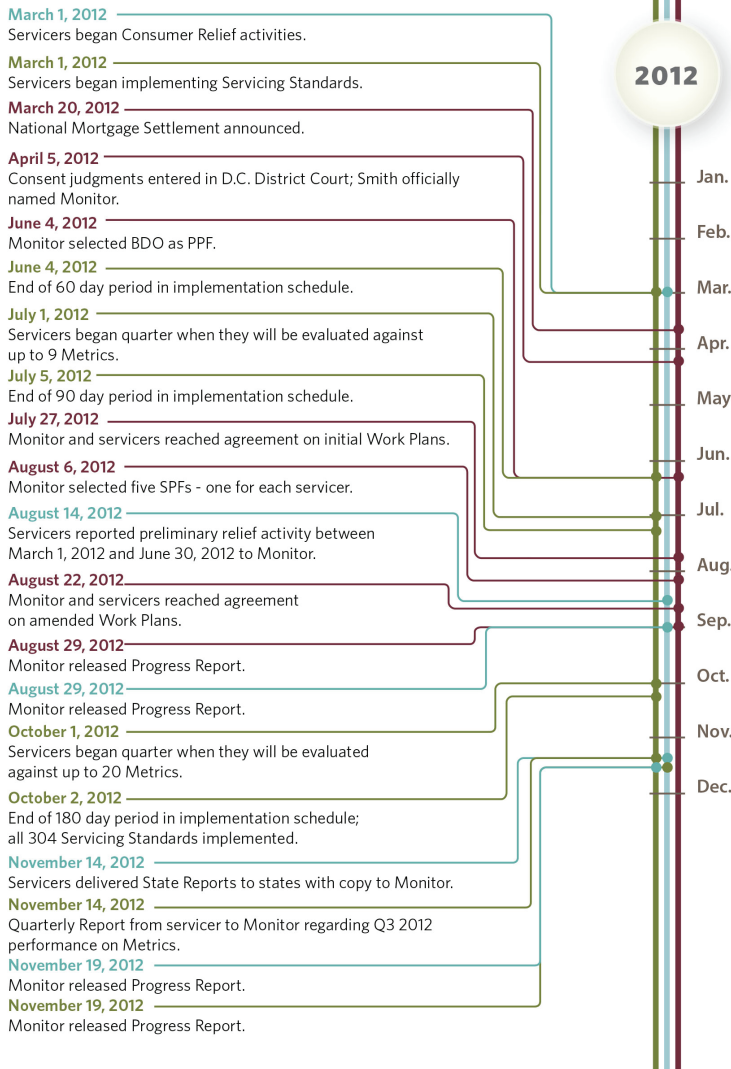 March 1, 2012
Servicers began Consumer Relief activities.
March 1, 2012
Servicers began implementing Servicing Standards.
March 20, 2012
National Mortgage Settlement announced.
April 5, 2012
Consent judgments entered in D.C. District Court; Smith officially
named Monitor.
June 4, 2012
Monitor selected BDO as PPF.
June 4, 2012
End of 60 day period in implementation schedule.
July 1, 2012
Servicers began quarter when they will be evaluated against
up to 9 Metrics.
July 5, 2012
End of 90 day period in implementation schedule.
July 27, 2012
Monitor and servicers reached agreement on initial Work Plans.
August 6, 2012
Monitor selected five SPFs - one for each servicer.
August 14, 2012
Servicers reported preliminary relief activity between
March 1, 2012 and June 30, 2012 to Monitor.
August 22, 2012
Monitor and servicers reached agreement
on amended Work Plans.
August 29, 2012
Monitor released Progress Report.
August 29, 2012
Monitor released Progress Report.
October 1, 2012
Servicers began quarter when they will be evaluated
against up to 20 Metrics.
October 2, 2012
End of 180 day period in implementation schedule;
all 304 Servicing Standards implemented.
November 14, 2012
Servicers delivered State Reports to states with copy to Monitor.
November 14, 2012
Quarterly Report from servicer to Monitor regarding Q3 2012
performance on Metrics.
November 19, 2012
Monitor released Progress Report.
November 19, 2012
Monitor released Progress Report.
2012
Jan.
Feb.
Mar.
Apr.
May
Jun.
Jul.
Aug.
Sep.
Oct.
Nov.
Dec.